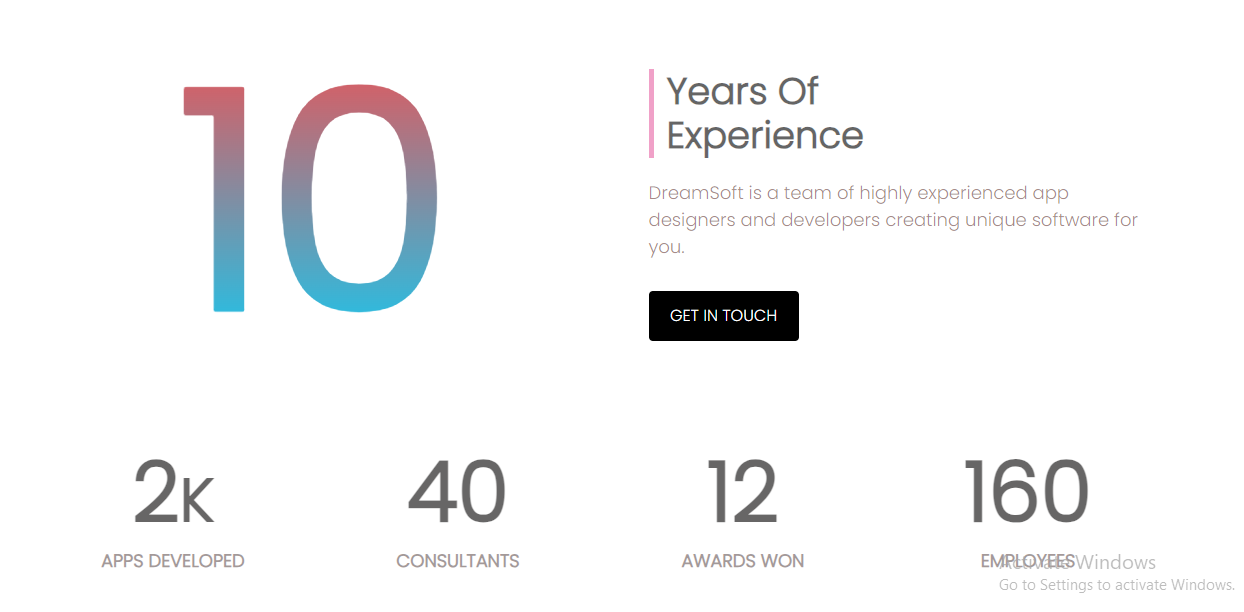 10
Years Of
Experience
DreamSoft is a team of highly experienced app
designers and developers creating unique software for
you.
GET IN TOUCH
2K
40
12
160
APPS DEVELOPED
CONSULTANTS
AWARDS WON
EMPLOYEES
Activate Windows
Go to Settings to activate Windows.